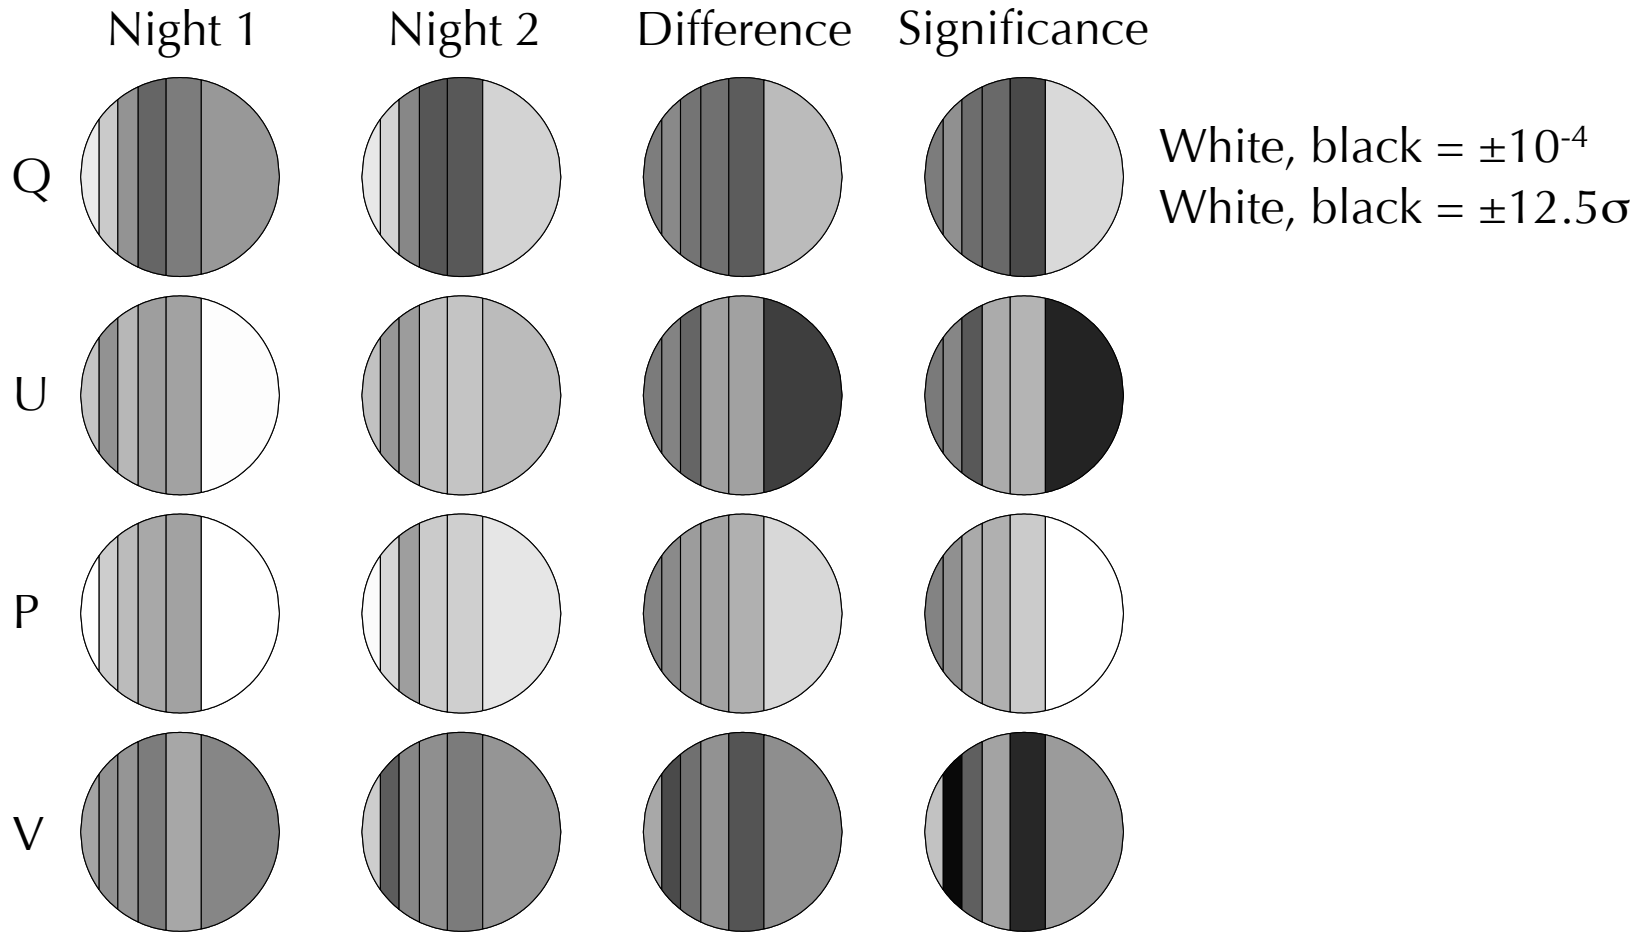 Night 1 Night 2 Difference Significance
Q
White, black = ±10⁻⁴
White, black = ±12.5σ
U
P
V